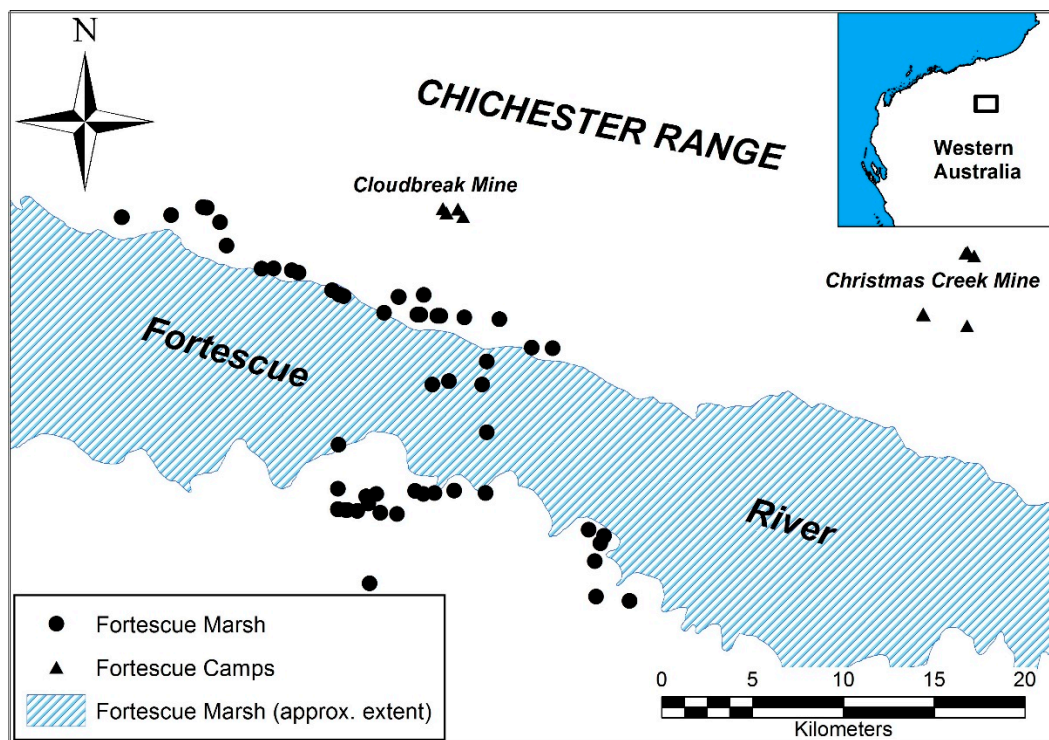 N
CHICHESTER RANGE
Western
Australia
Cloudbreak Mine
Christmas Creek Mine
Fortescue
River
Fortescue Marsh
Fortescue Camps
Fortescue Marsh (approx. extent)
0 5 10 15 20
Kilometers